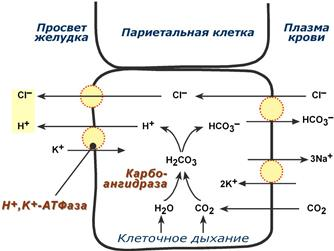 Просвет
желудка
Париетальная клетка
Плазма
крови
Cl⁻
Cl⁻
Cl⁻
H⁺
H⁺
HCO₃⁻
HCO₃⁻
K⁺
Карбо-
ангидраза
H₂CO₃
3Na⁺
2K⁺
Н⁺,К⁺-АТФаза
H₂O
CO₂
CO₂
Клеточное дыхание